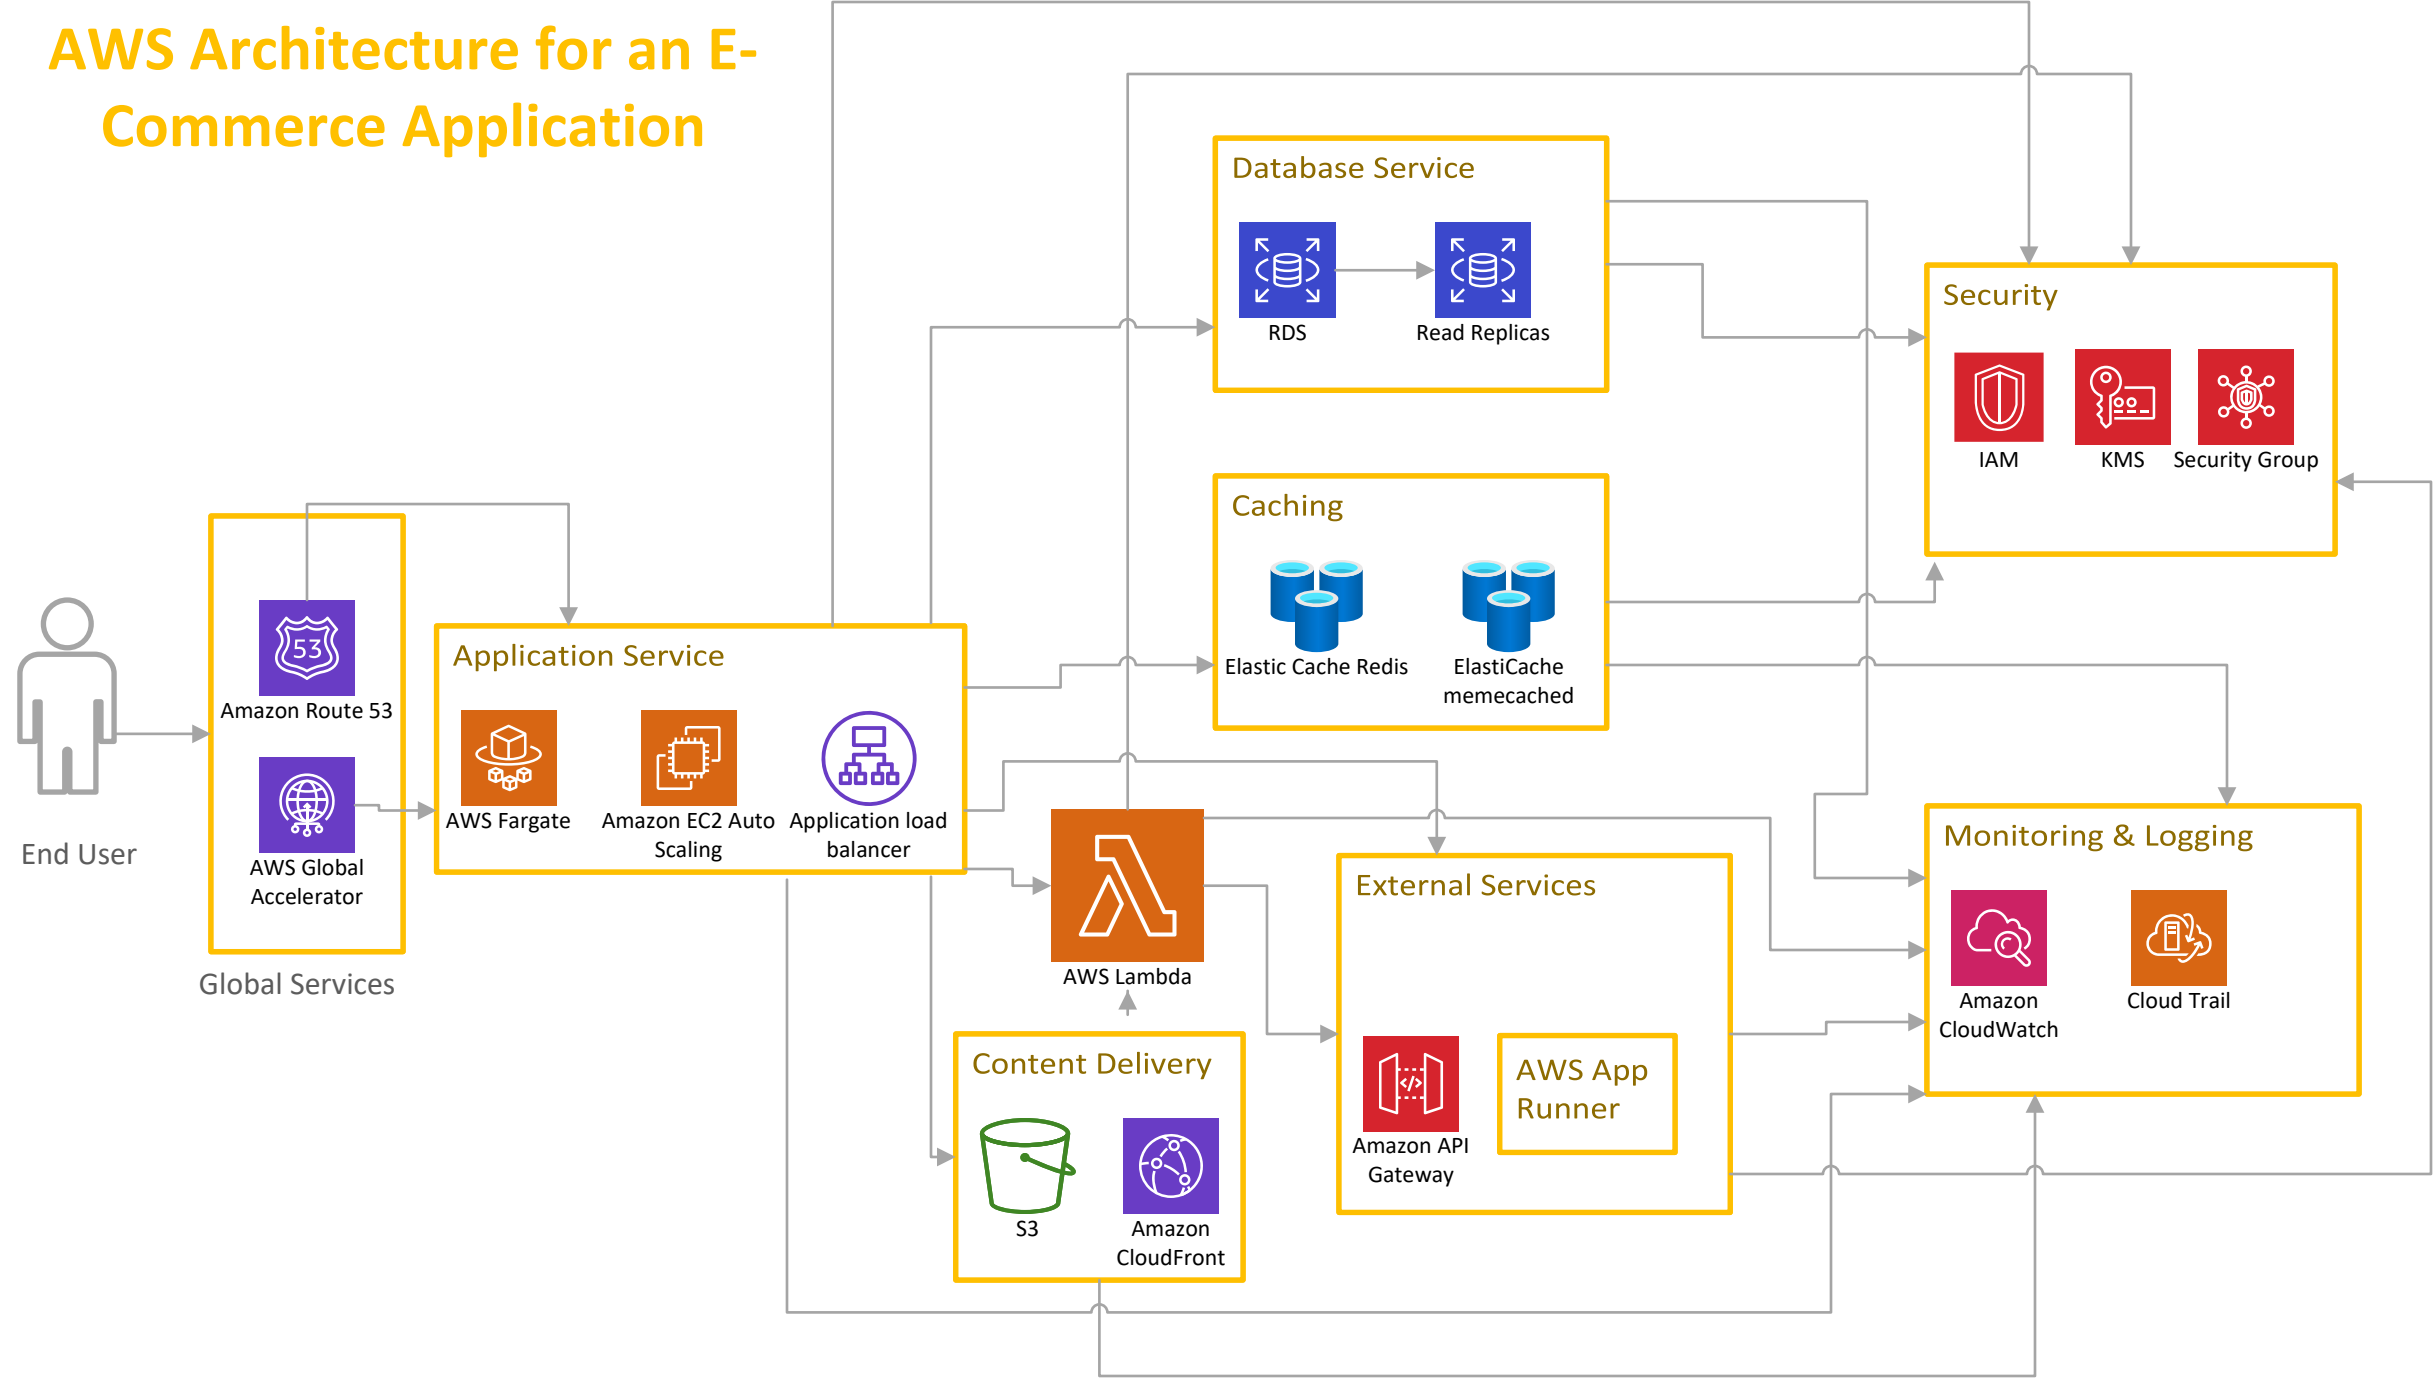 AWS Architecture for an E-
Commerce Application
Database Service
RDS
Read Replicas
Security
IAM
KMS
Security Group
Caching
Elastic Cache Redis
ElastiCache
memecached
53
Amazon Route 53
AWS Global
Accelerator
Global Services
End User
Application Service
AWS Fargate
Amazon EC2 Auto
Scaling
Application load
balancer
AWS Lambda
External Services
Amazon API
Gateway
AWS App
Runner
Monitoring & Logging
Amazon
CloudWatch
Cloud Trail
Content Delivery
S3
Amazon
CloudFront